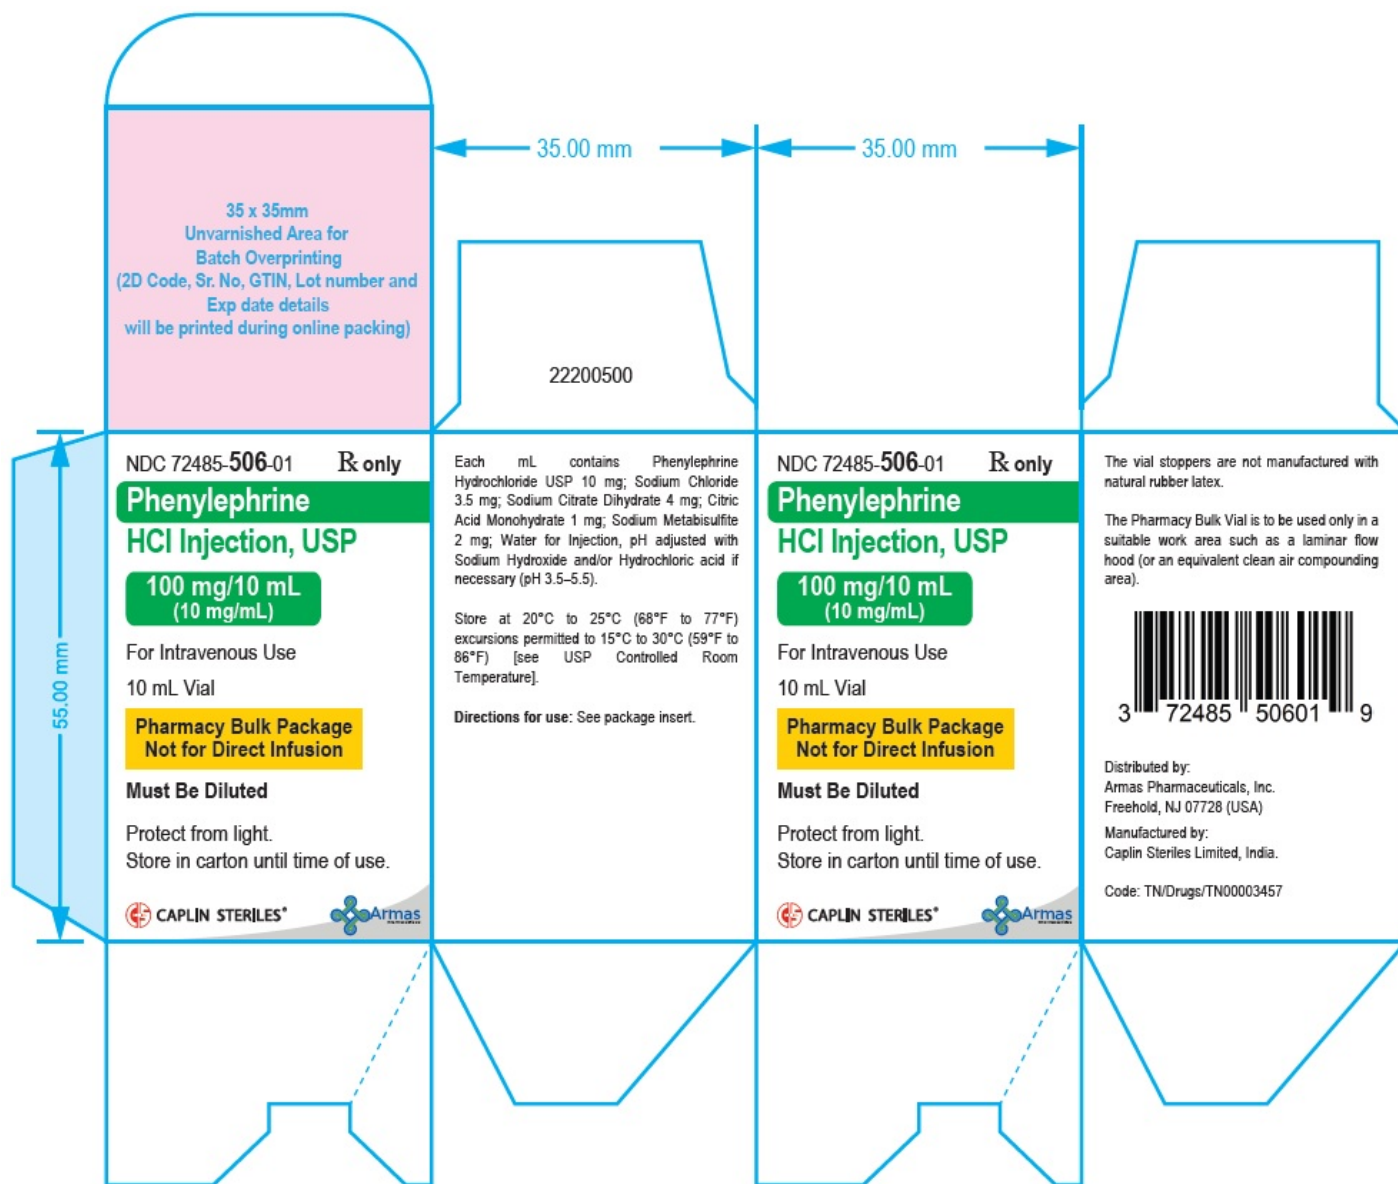 35 x 35mm
Unvarnished Area for
Batch Overprinting
(2D Code, Sr. No, GTIN, Lot number and
Exp date details
will be printed during online packing)
35.00 mm
35.00 mm
22200500
55.00 mm
NDC 72485-506-01 ℞ only
Phenylephrine
HCl Injection, USP
100 mg/10 mL
(10 mg/mL)
For Intravenous Use
10 mL Vial
Pharmacy Bulk Package
Not for Direct Infusion
Must Be Diluted
Protect from light.
Store in carton until time of use.
CAPLIN STERILES®
Armas
Each mL contains Phenylephrine
Hydrochloride USP 10 mg; Sodium Chloride
3.5 mg; Sodium Citrate Dihydrate 4 mg; Citric
Acid Monohydrate 1 mg; Sodium Metabisulfite
2 mg; Water for Injection, pH adjusted with
Sodium Hydroxide and/or Hydrochloric acid if
necessary (pH 3.5–5.5).
Store at 20°C to 25°C (68°F to 77°F)
excursions permitted to 15°C to 30°C (59°F to
86°F) [see USP Controlled Room
Temperature].
Directions for use: See package insert.
NDC 72485-506-01 ℞ only
Phenylephrine
HCl Injection, USP
100 mg/10 mL
(10 mg/mL)
For Intravenous Use
10 mL Vial
Pharmacy Bulk Package
Not for Direct Infusion
Must Be Diluted
Protect from light.
Store in carton until time of use.
CAPLIN STERILES®
Armas
The vial stoppers are not manufactured with
natural rubber latex.
The Pharmacy Bulk Vial is to be used only in a
suitable work area such as a laminar flow
hood (or an equivalent clean air compounding
area).
3 72485 50601 9
Distributed by:
Armas Pharmaceuticals, Inc.
Freehold, NJ 07728 (USA)
Manufactured by:
Caplin Steriles Limited, India.
Code: TN/Drugs/TN00003457